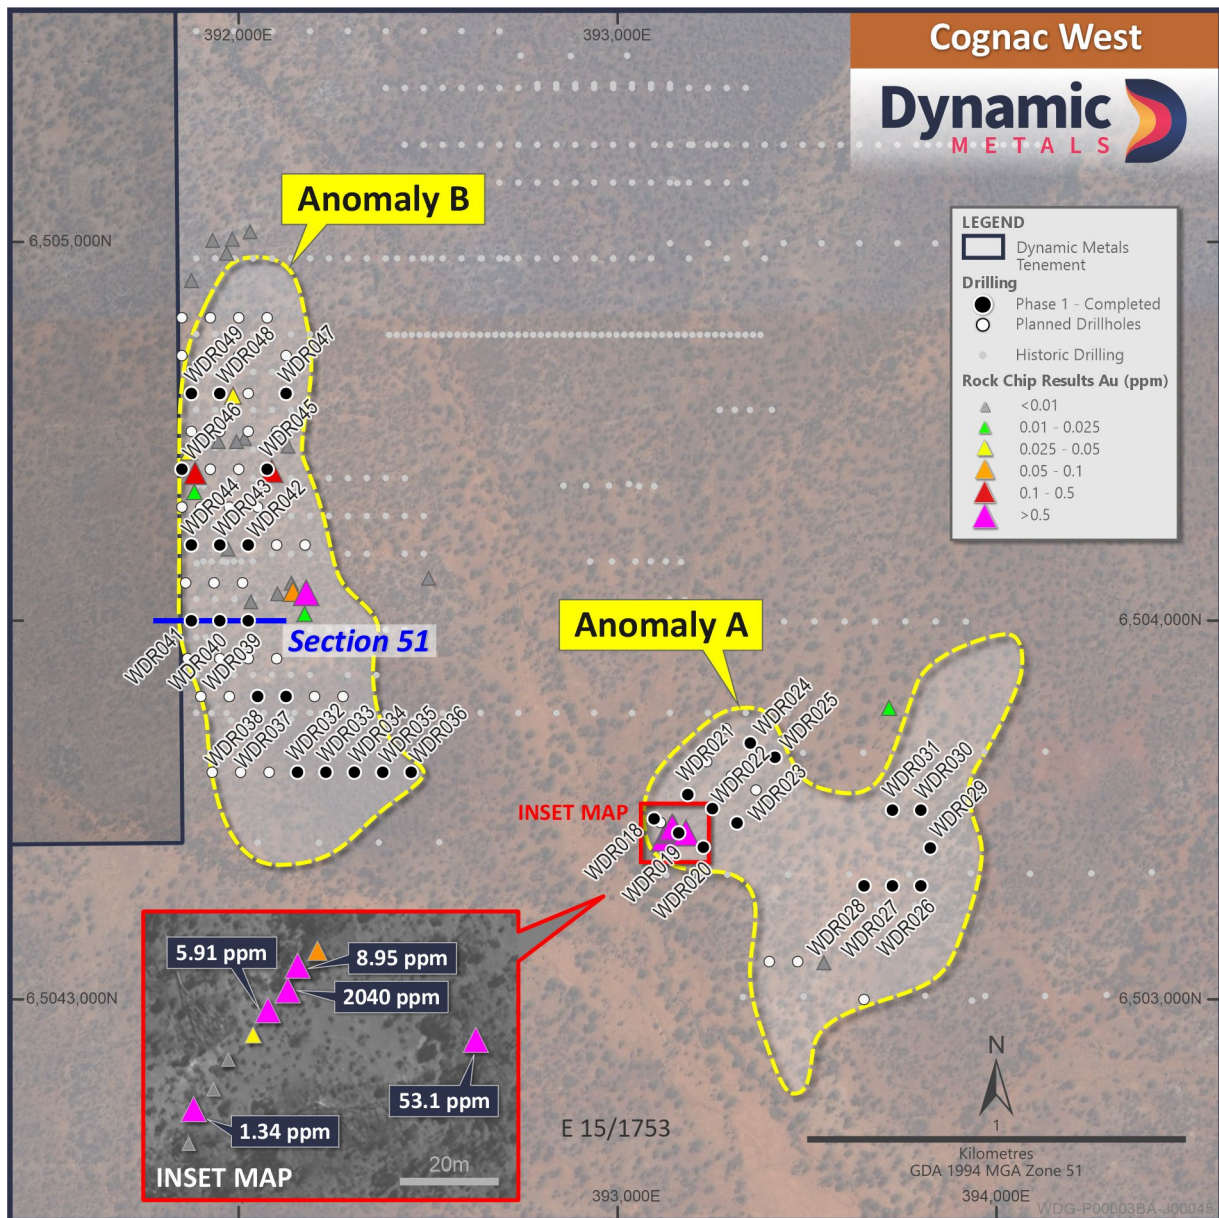 392,000E
393,000E
Cognac West
Dynamic
METALS
Anomaly B
6,505,000N
LEGEND
Dynamic Metals
Tenement
Drilling
Phase 1 - Completed
Planned Drillholes
Historic Drilling
Rock Chip Results Au (ppm)
<0.01
0.01 - 0.025
0.025 - 0.05
0.05 - 0.1
0.1 - 0.5
>0.5
WDR049
WDR048
WDR047
WDR046
WDR045
WDR044
WDR043
WDR042
Section 51
WDR041
WDR040
WDR039
Anomaly A
6,504,000N
WDR038
WDR037
WDR032
WDR033
WDR034
WDR035
WDR036
WDR024
WDR025
WDR021
WDR022
WDR023
WDR031
WDR030
WDR029
INSET MAP
WDR018
WDR019
WDR020
WDR028
WDR027
WDR026
5.91 ppm
8.95 ppm
2040 ppm
53.1 ppm
1.34 ppm
INSET MAP
20m
6,5043,000N
6,503,000N
N
E 15/1753
1
Kilometres
GDA 1994 MGA Zone 51
393,000E
394,000E
WDG-P00003BA-J00045